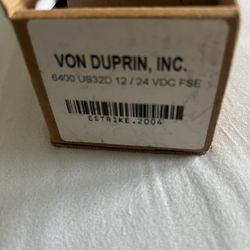 VON DUPRIN, INC.
6400 US32D 12 / 24 VDC FSE
ESTRIKE.2004